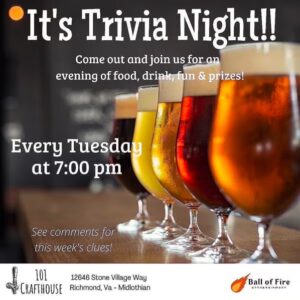 It's Trivia Night!!
Come out and join us for an
evening of food, drink, fun & prizes!
Every Tuesday
at 7:00 pm
See comments for
this week's clues!
101
CRAFTHOUSE
12646 Stone Village Way
Richmond, Va - Midlothian
Ball of Fire
ENTERTAINMENT